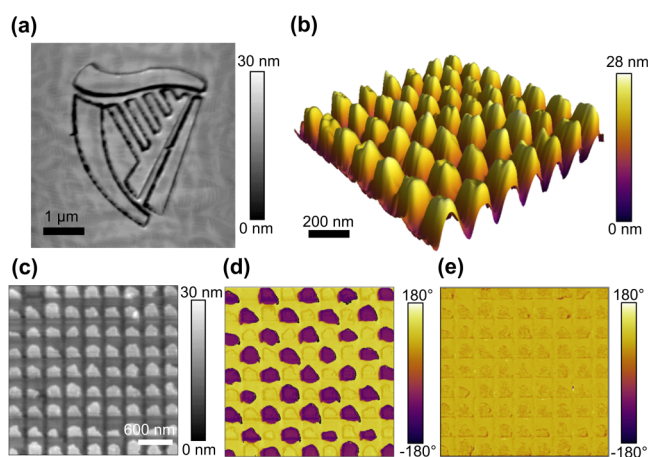 (a)
30 nm
0 nm
1 µm
(b)
28 nm
0 nm
200 nm
(c)
30 nm
0 nm
600 nm
(d)
180°
-180°
(e)
180°
-180°